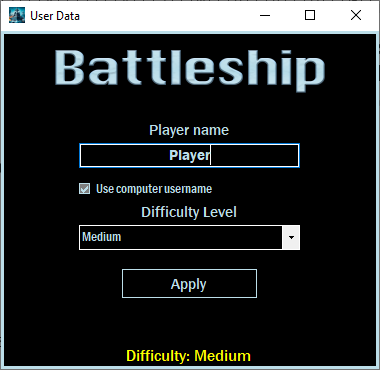 User Data
Battleship
Player name
Player
Use computer username
Difficulty Level
Medium
Apply
Difficulty: Medium